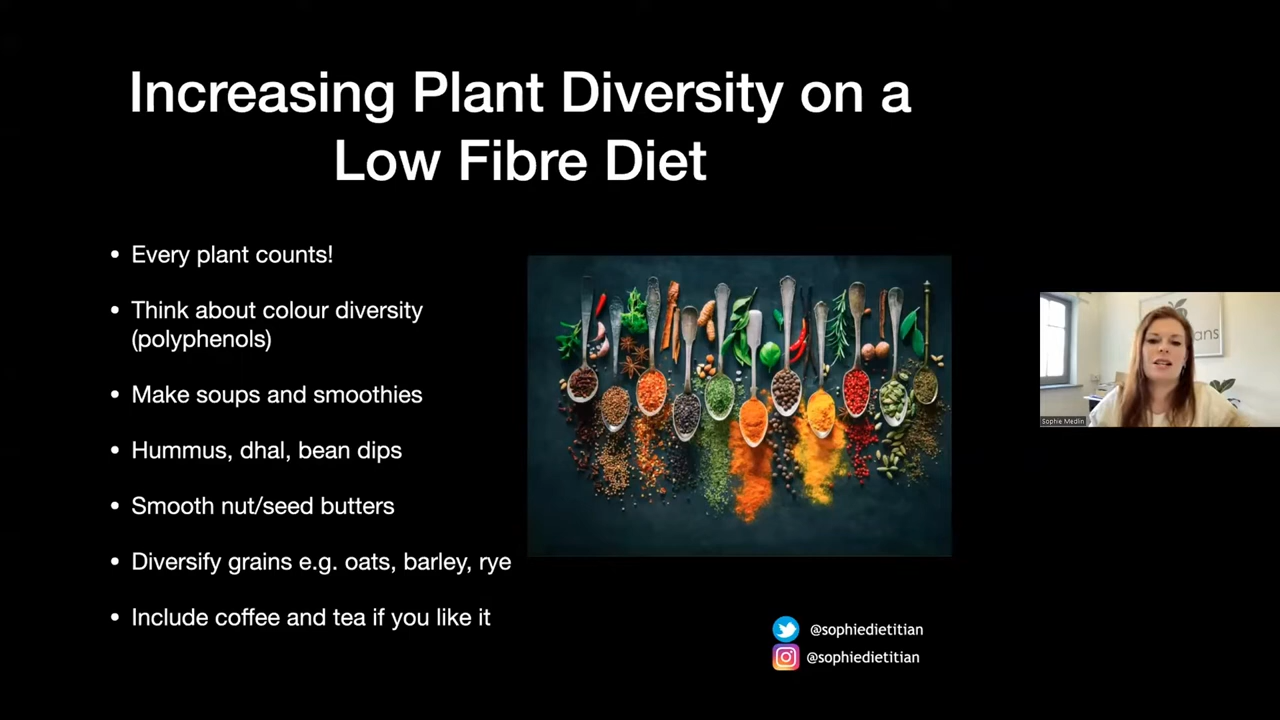 Increasing Plant Diversity on a
Low Fibre Diet
• Every plant counts!
• Think about colour diversity
(polyphenols)
• Make soups and smoothies
• Hummus, dhal, bean dips
• Smooth nut/seed butters
• Diversify grains e.g. oats, barley, rye
• Include coffee and tea if you like it
@sophiedietitian
@sophiedietitian
Sophie Medlin